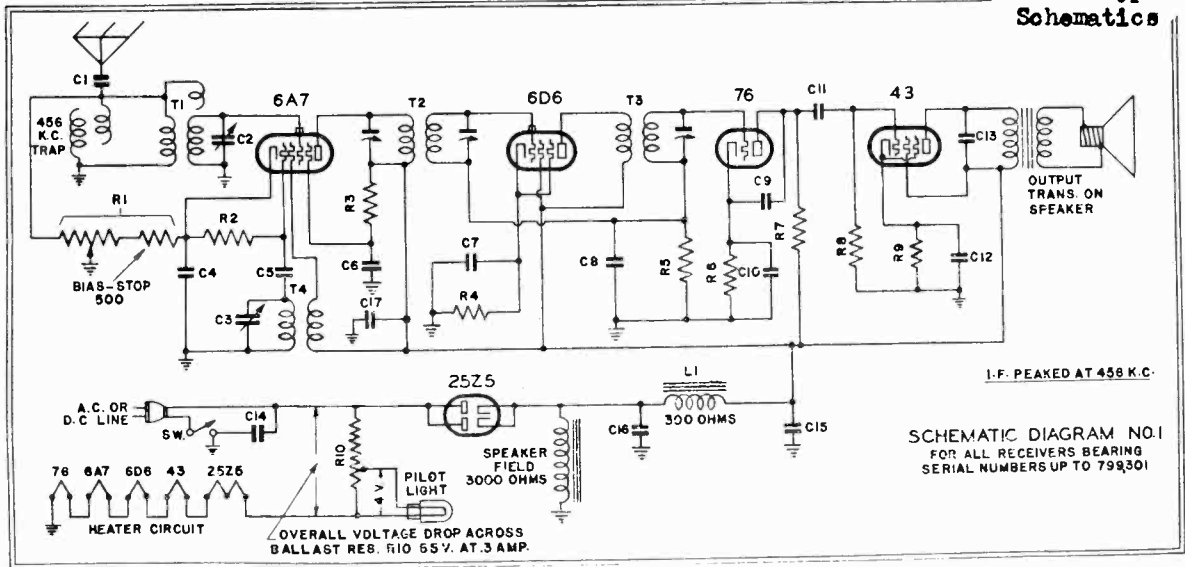 Schematics
C1
T1
6A7
T2
6D6
T3
76
C11
43
456
K.C.
TRAP
C2
C13
OUTPUT
TRANS. ON
SPEAKER
R1
R2
R3
C9
R7
BIAS-STOP
500
C4
C5
C6
C7
C8
R5
R6
C10
R8
R9
C12
T4
C3
C17
R4
I.F. PEAKED AT 456 K.C.
25Z5
L1
300 OHMS
A.C. OR
D.C LINE
SW.
C14
R10
C16
C15
SPEAKER
FIELD
3000 OHMS
SCHEMATIC DIAGRAM NO.1
FOR ALL RECEIVERS BEARING
SERIAL NUMBERS UP TO 799,301
76 6A7 6D6 43 25Z5
4 V.
PILOT
LIGHT
HEATER CIRCUIT
OVERALL VOLTAGE DROP ACROSS
BALLAST RES. R10 55V. AT .3 AMP.